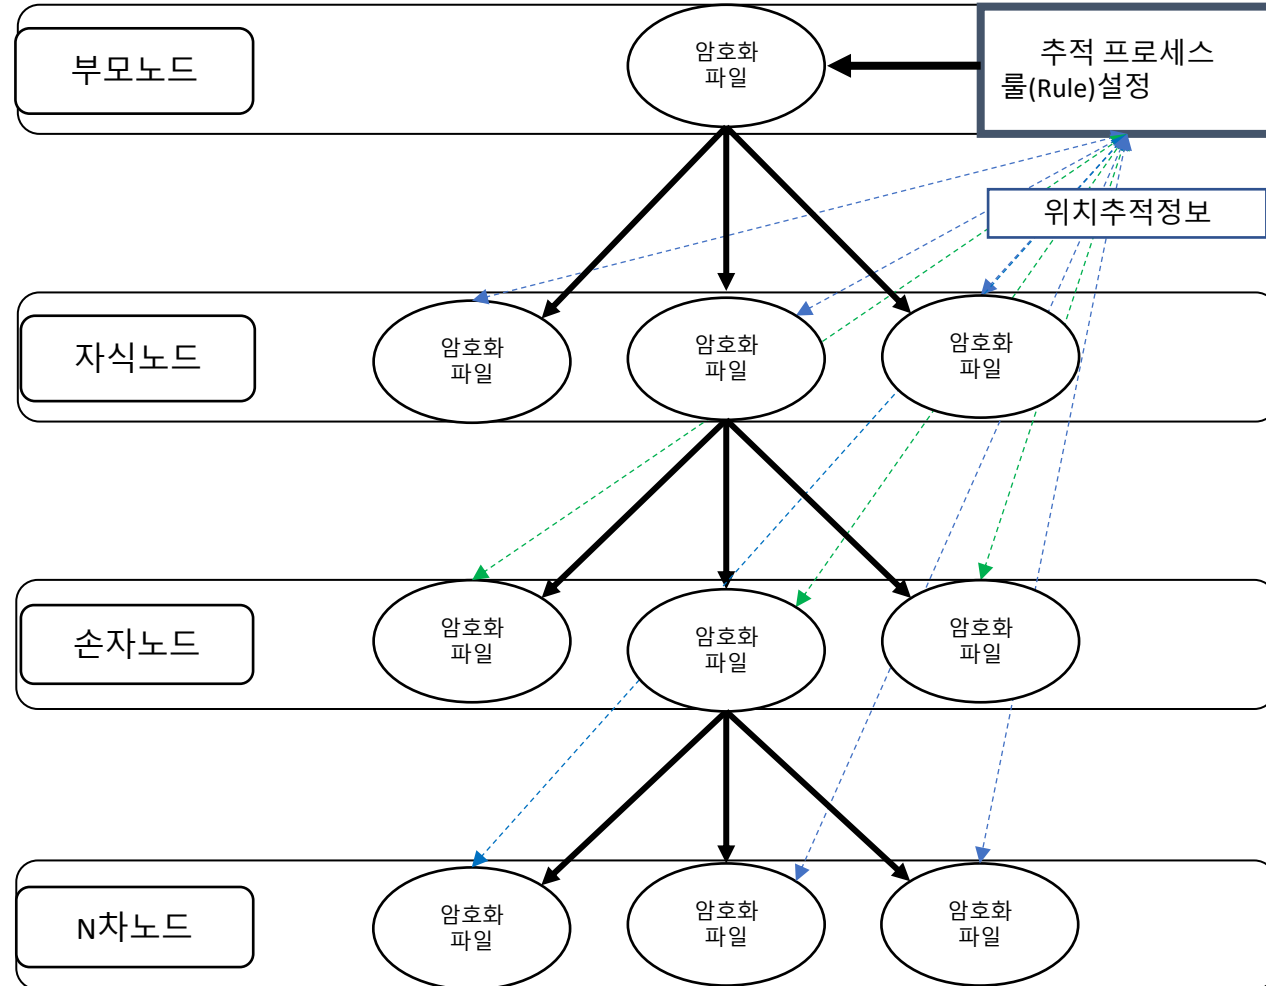 부모노드
암호화
파일
추적 프로세스
룰(Rule)설정
위치추적정보
자식노드
암호화
파일
암호화
파일
암호화
파일
손자노드
암호화
파일
암호화
파일
암호화
파일
N차노드
암호화
파일
암호화
파일
암호화
파일